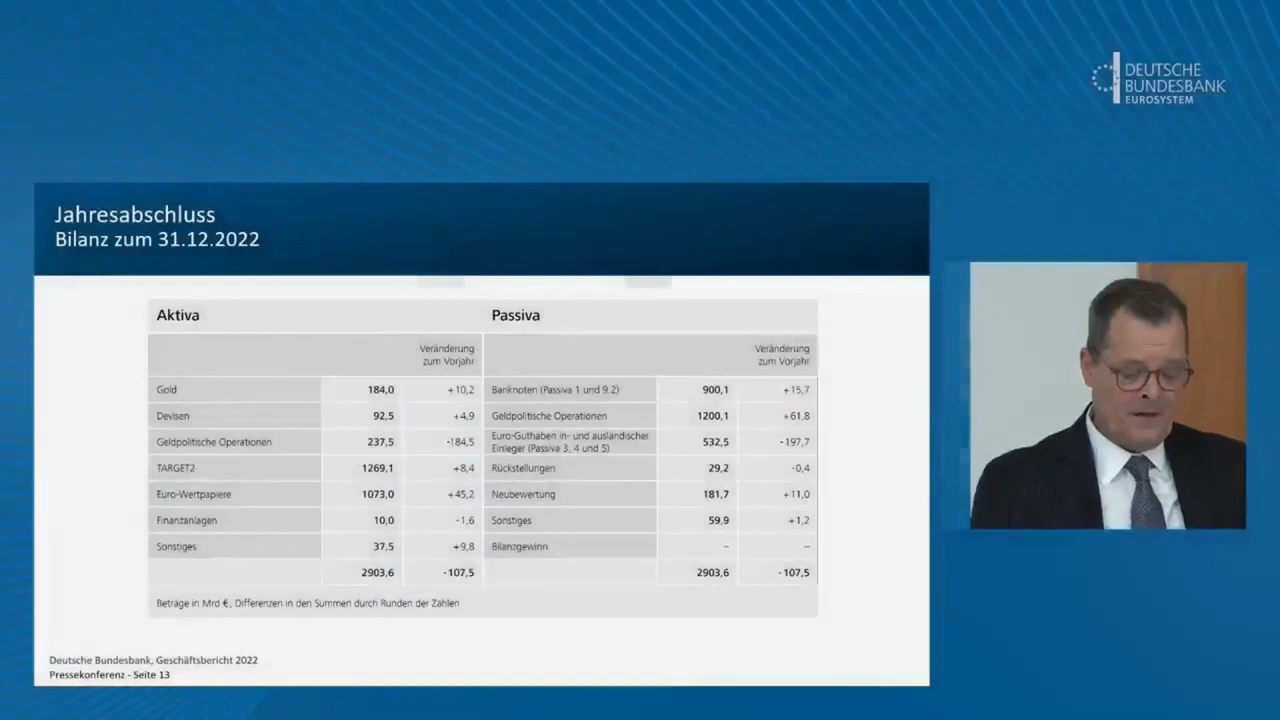 DEUTSCHE
BUNDESBANK
EUROSYSTEM
Jahresabschluss
Bilanz zum 31.12.2022
Aktiva Passiva
Veränderung Veränderung
zum Vorjahr zum Vorjahr
Gold 184,0 +10,2 Banknoten (Passiva 1 und 9.2) 900,1 +15,7
Devisen 92,5 +4,9 Geldpolitische Operationen 1200,1 +61,8
Geldpolitische Operationen 237,5 -184,5 Euro-Guthaben in- und ausländischer
Einleger (Passiva 3, 4 und 5) 532,5 -197,7
TARGET2 1269,1 +8,4 Rückstellungen 29,2 -0,4
Euro-Wertpapiere 1073,0 +45,2 Neubewertung 181,7 +11,0
Finanzanlagen 10,0 -1,6 Sonstiges 59,9 +1,2
Sonstiges 37,5 +9,8 Bilanzgewinn – –
2903,6 -107,5 2903,6 -107,5
Beträge in Mrd €, Differenzen in den Summen durch Runden der Zahlen
Deutsche Bundesbank, Geschäftsbericht 2022
Pressekonferenz - Seite 13